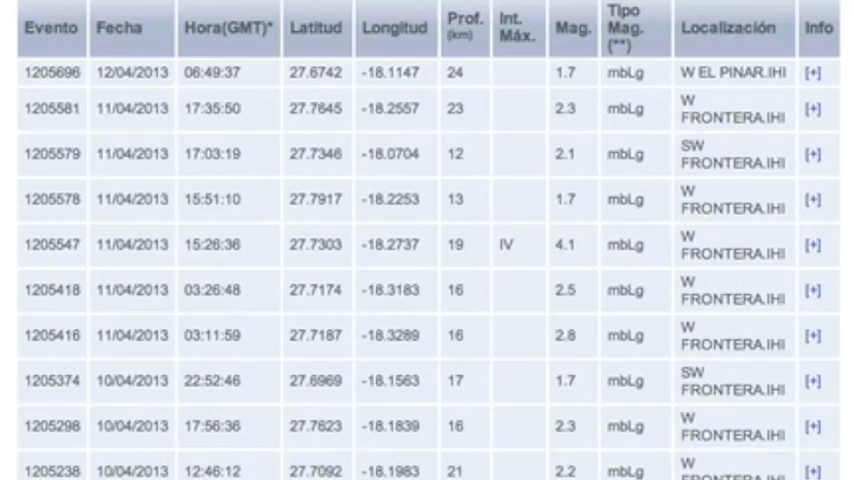 Evento Fecha Hora(GMT)* Latitud Longitud Prof. (km) Int. Máx. Mag. Tipo Mag. (**) Localización Info
1205696 12/04/2013 06:49:37 27.6742 -18.1147 24 1.7 mbLg W EL PINAR.IHI [+]
1205581 11/04/2013 17:35:50 27.7645 -18.2557 23 2.3 mbLg W FRONTERA.IHI [+]
1205579 11/04/2013 17:03:19 27.7346 -18.0704 12 2.1 mbLg SW FRONTERA.IHI [+]
1205578 11/04/2013 15:51:10 27.7917 -18.2253 13 1.7 mbLg W FRONTERA.IHI [+]
1205547 11/04/2013 15:26:36 27.7303 -18.2737 19 IV 4.1 mbLg W FRONTERA.IHI [+]
1205418 11/04/2013 03:26:48 27.7174 -18.3183 16 2.5 mbLg W FRONTERA.IHI [+]
1205416 11/04/2013 03:11:59 27.7187 -18.3289 16 2.8 mbLg W FRONTERA.IHI [+]
1205374 10/04/2013 22:52:46 27.6969 -18.1563 17 1.7 mbLg SW FRONTERA.IHI [+]
1205298 10/04/2013 17:56:36 27.7623 -18.1839 16 2.3 mbLg W FRONTERA.IHI [+]
1205238 10/04/2013 12:46:12 27.7092 -18.1983 21 2.2 mbLg W FRONTERA.IHI [+]